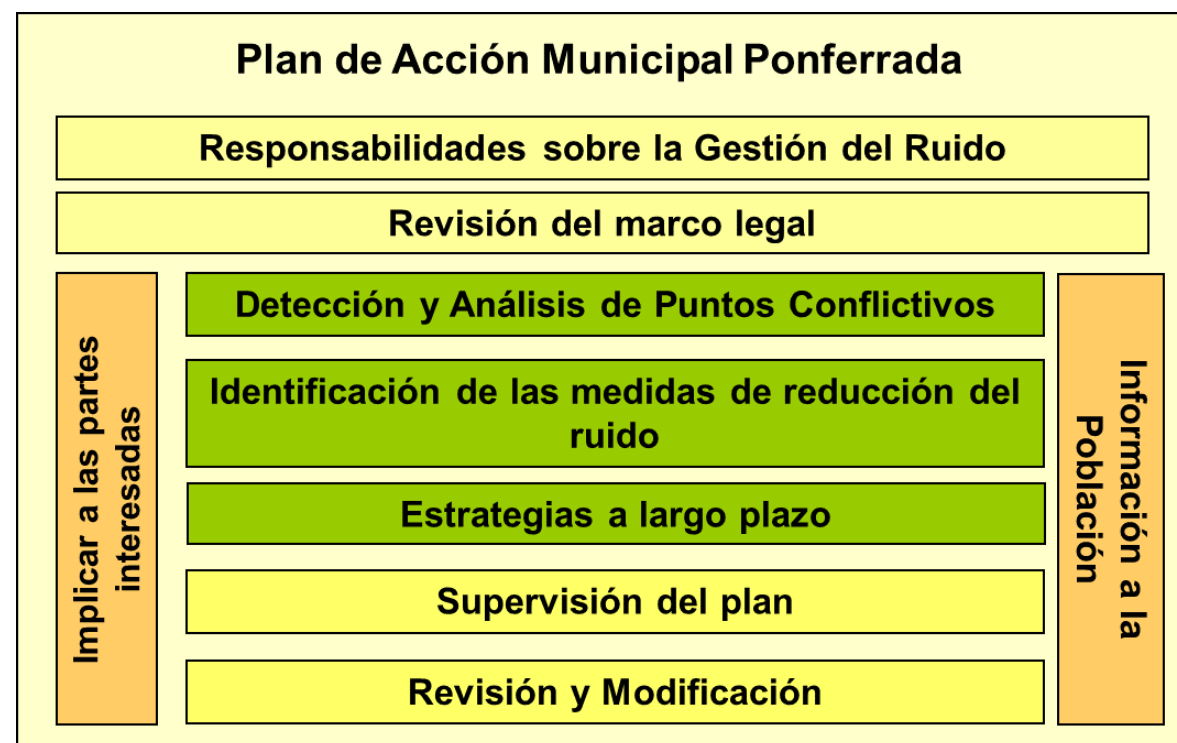 Plan de Acción Municipal Ponferrada
Responsabilidades sobre la Gestión del Ruido
Revisión del marco legal
Implicar a las partes
interesadas
Detección y Análisis de Puntos Conflictivos
Identificación de las medidas de reducción del
ruido
Estrategias a largo plazo
Supervisión del plan
Revisión y Modificación
Información a la
Población